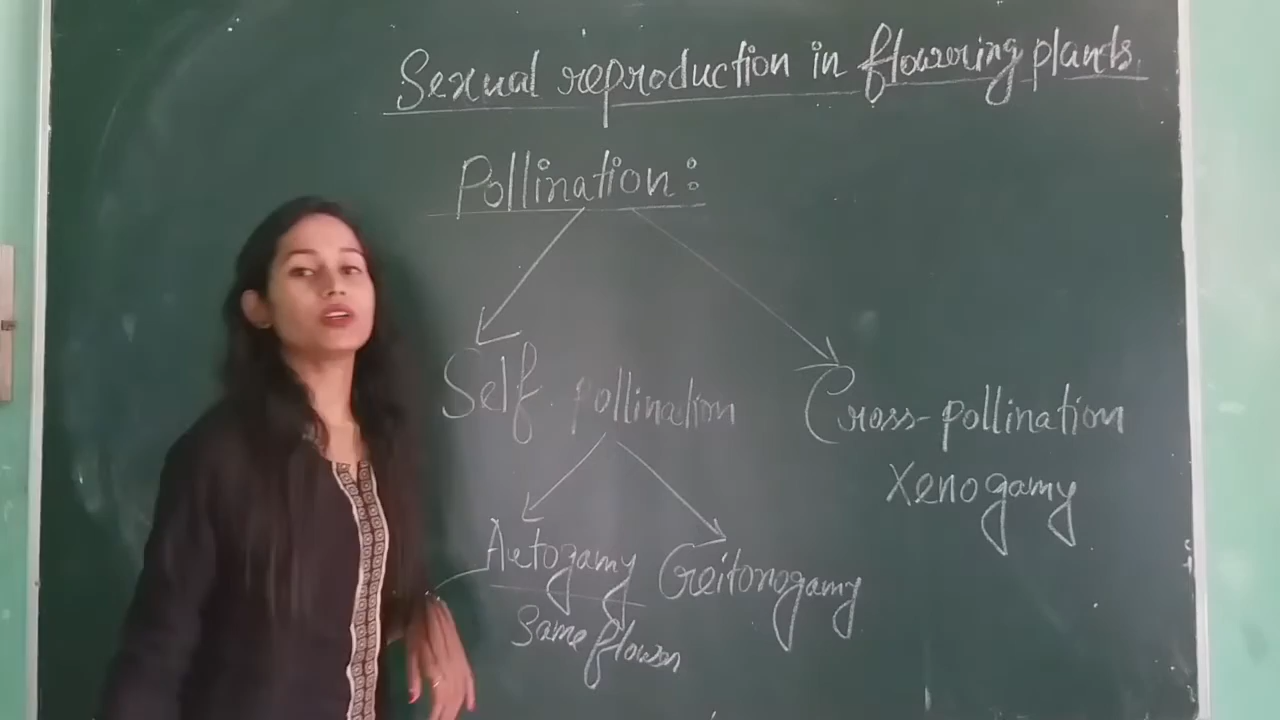 Sexual reproduction in flowering plants.
Pollination:
Self pollination
Cross-pollination
Xenogamy
Autogamy
Geitonogamy
Same flower